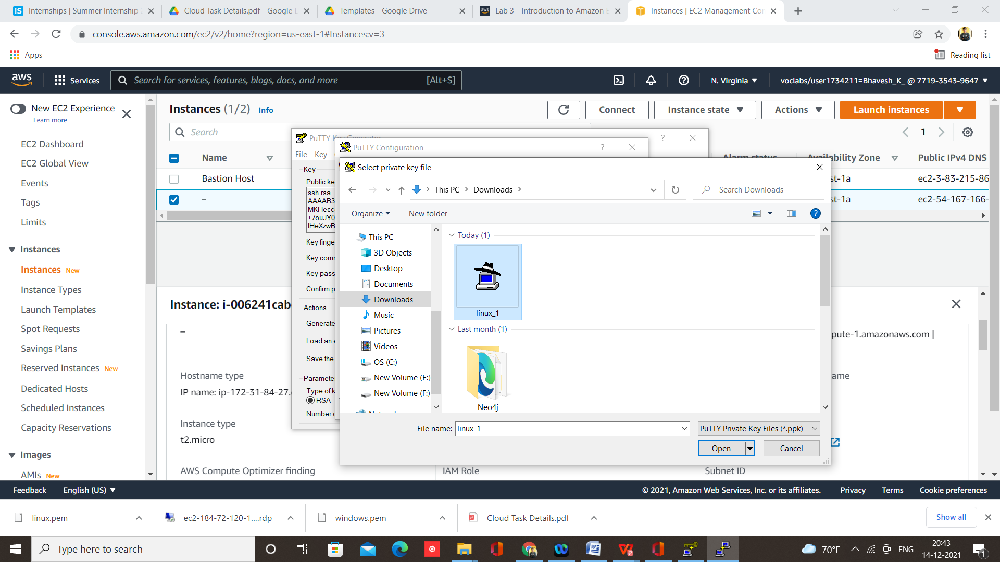 Internships | Summer Internship
Cloud Task Details.pdf - Google D
Templates - Google Drive
Lab 3 - Introduction to Amazon E
Instances | EC2 Management Con
console.aws.amazon.com/ec2/v2/home?region=us-east-1#Instances:v=3
Apps
Reading list
aws
Services
Search for services, features, blogs, docs, and more
[Alt+S]
N. Virginia
voclabs/user1734211=Bhavesh_K_ @ 7719-3543-9647
New EC2 Experience
Learn more
EC2 Dashboard
EC2 Global View
Events
Tags
Limits
Instances
Instances New
Instance Types
Launch Templates
Spot Requests
Savings Plans
Reserved Instances New
Dedicated Hosts
Scheduled Instances
Capacity Reservations
Images
AMIs New
Instances (1/2) Info
Connect
Instance state
Actions
Launch instances
Search
1
Name
Alarm status
Availability Zone
Public IPv4 DNS
Bastion Host
st-1a
ec2-3-83-215-86
–
st-1a
ec2-54-167-166-
Instance: i-006241cab
–
pute-1.amazonaws.com |
Hostname type
ame
IP name: ip-172-31-84-27.
Instance type
t2.micro
AWS Compute Optimizer finding
IAM Role
Subnet ID
PuTTY Key Generator
?
File Key
Key
Public ke
ssh-rsa
AAAAB3
MKHecc
+7ouJY0
lHeXzwB
Key finge
Key comm
Key pass
Confirm p
Actions
Generate
Load an e
Save the
Parameter
Type of k
RSA
Number o
PuTTY Configuration
?
Select private key file
This PC
Downloads
Search Downloads
Organize
New folder
This PC
3D Objects
Desktop
Documents
Downloads
Music
Pictures
Videos
OS (C:)
New Volume (E:)
New Volume (F:)
Today (1)
linux_1
Last month (1)
Neo4j
File name:
linux_1
PuTTY Private Key Files (*.ppk)
Open
Cancel
Feedback
English (US)
© 2021, Amazon Web Services, Inc. or its affiliates.
Privacy
Terms
Cookie preferences
linux.pem
ec2-184-72-120-1....rdp
windows.pem
Cloud Task Details.pdf
Show all
Type here to search
70°F
ENG
20:43
14-12-2021
1